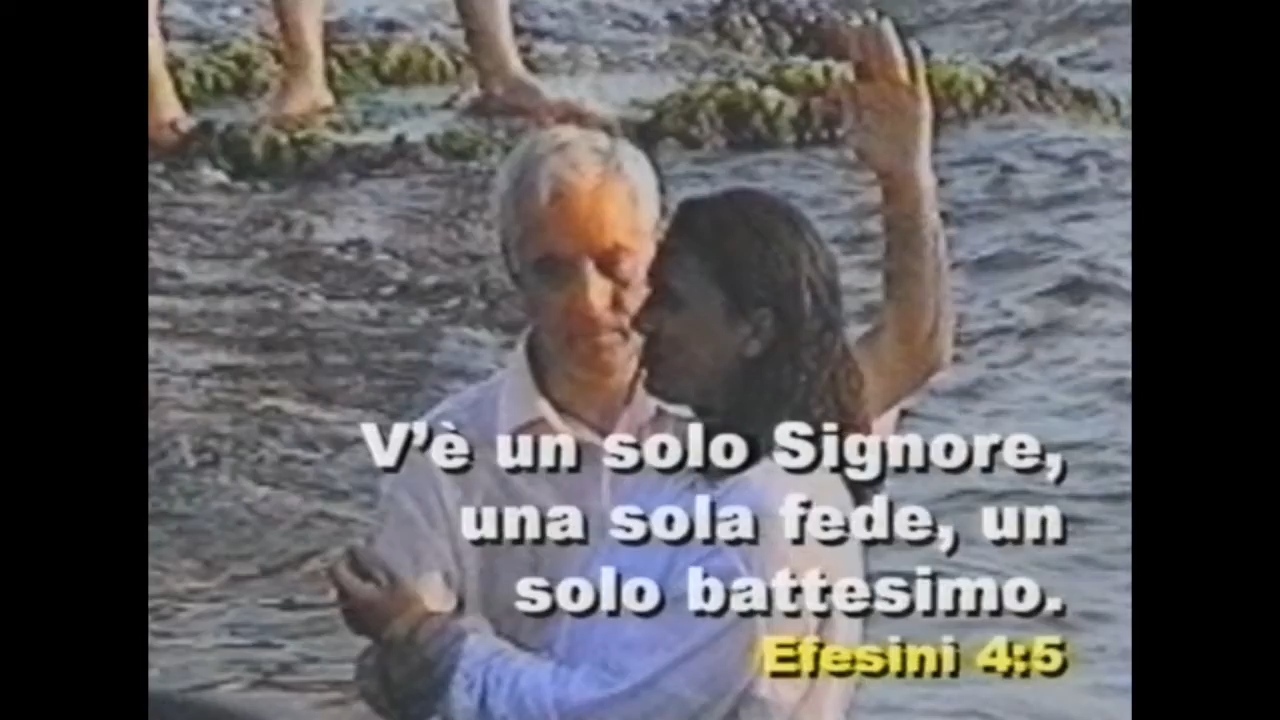 V'è un solo Signore,
una sola fede, un
solo battesimo.
Efesini 4:5